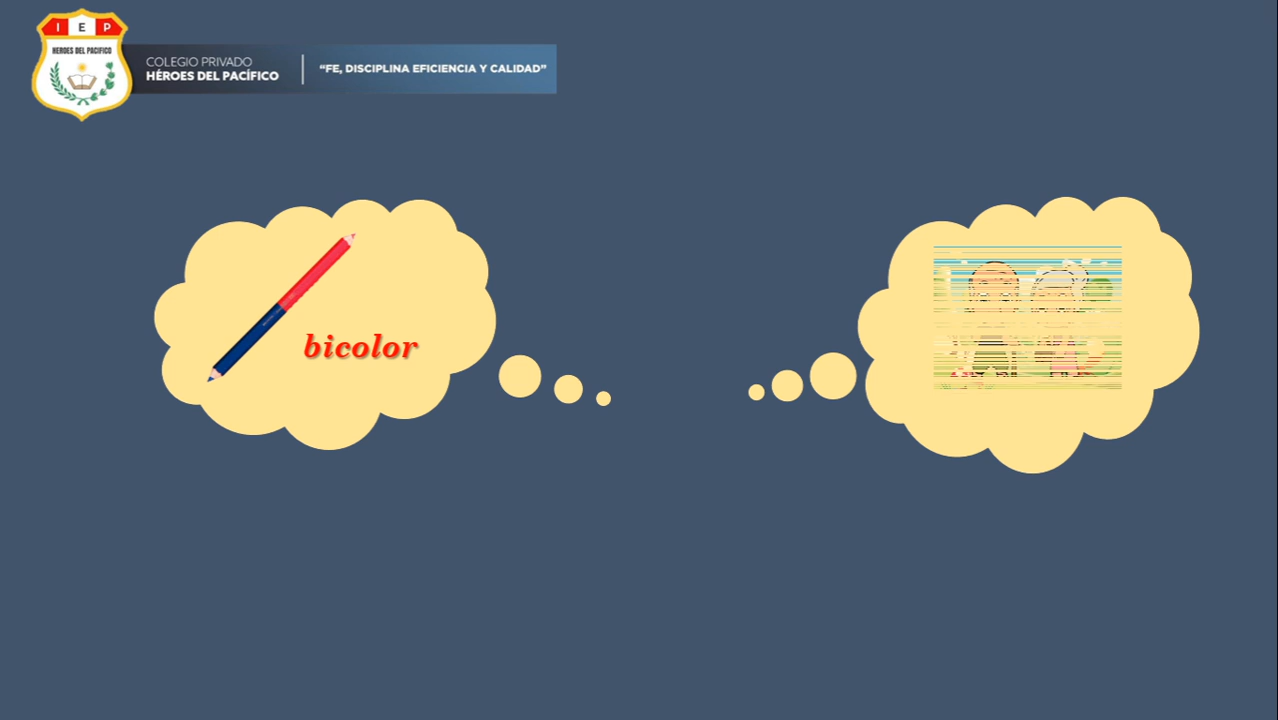 I E P
HEROES DEL PACIFICO
COLEGIO PRIVADO
HÉROES DEL PACÍFICO
“FE, DISCIPLINA EFICIENCIA Y CALIDAD”
bicolor